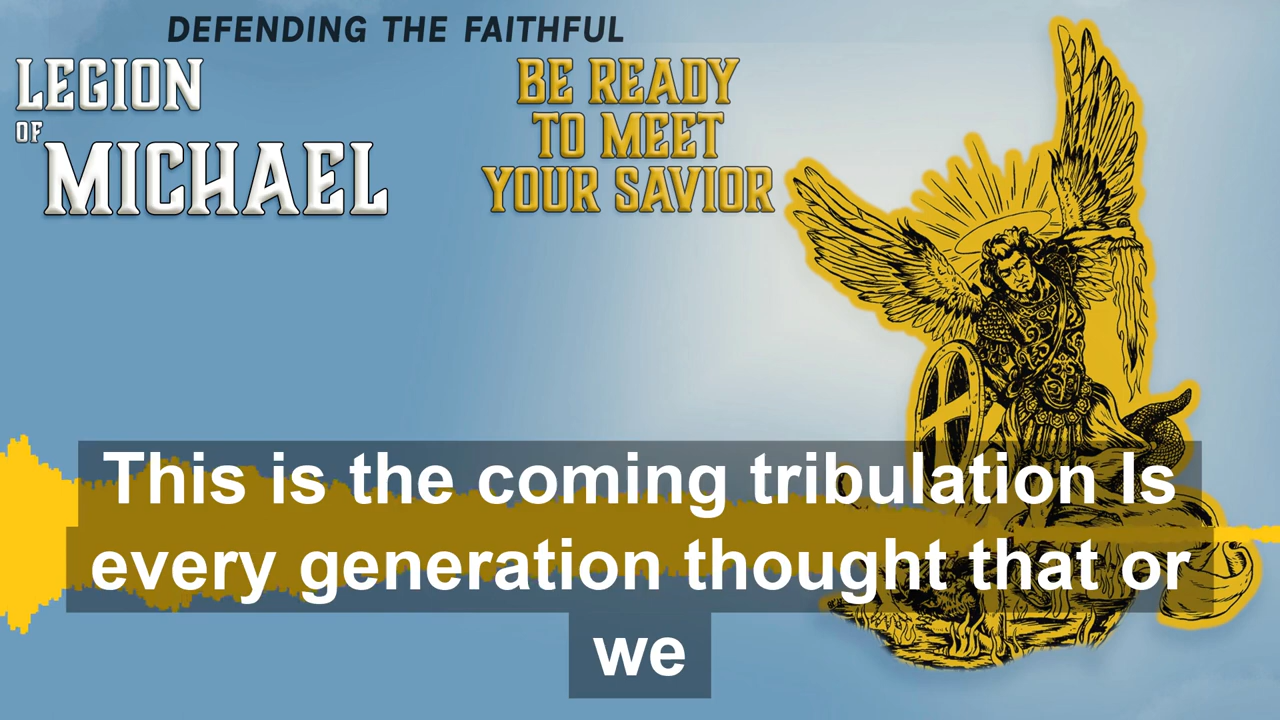 DEFENDING THE FAITHFUL
LEGION
OF
MICHAEL
BE READY
TO MEET
YOUR SAVIOR
This is the coming tribulation Is
every generation thought that or
we